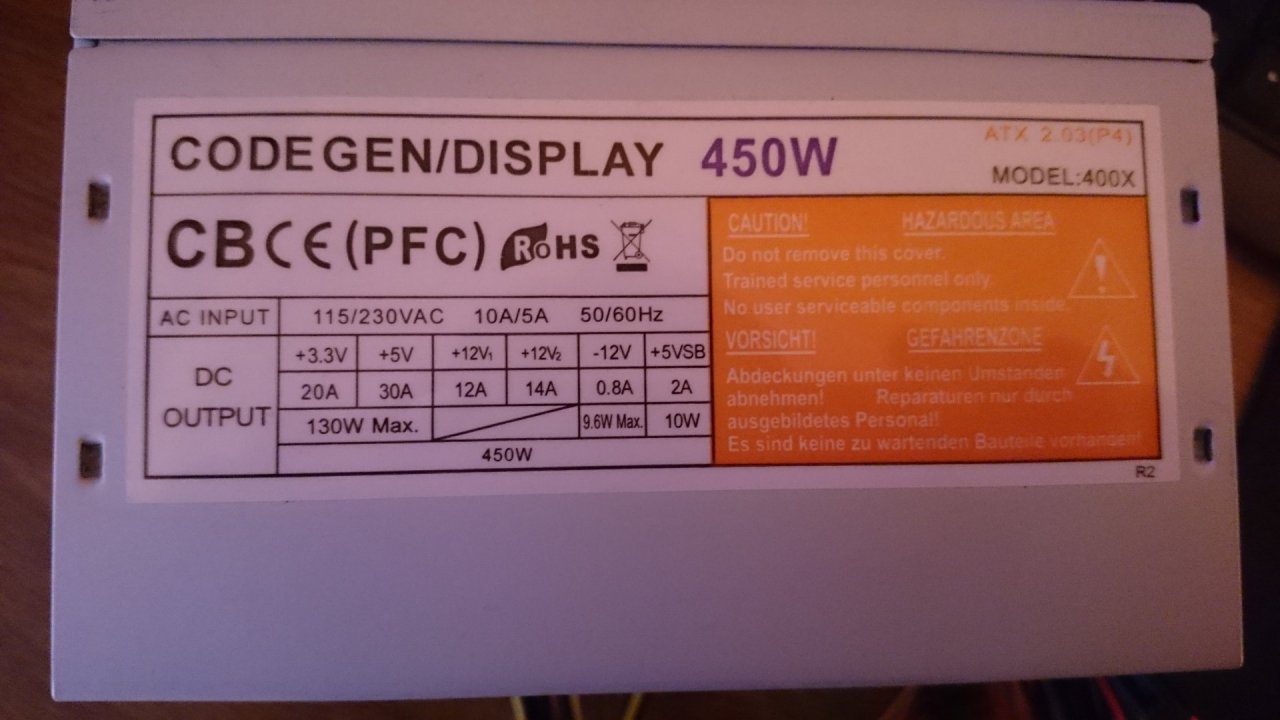 CODEGEN/DISPLAY 450W
ATX 2.03(P4)
MODEL:400X
CB CE (PFC) RoHS
AC INPUT 115/230VAC 10A/5A 50/60Hz
DC OUTPUT
+3.3V +5V +12V₁ +12V₂ -12V +5VSB
20A 30A 12A 14A 0.8A 2A
130W Max. 9.6W Max. 10W
450W
CAUTION! HAZARDOUS AREA
Do not remove this cover.
Trained service personnel only.
No user serviceable components inside.
VORSICHT! GEFAHRENZONE
Abdeckungen unter keinen Umstanden
abnehmen! Reparaturen nur durch
ausgebildetes Personal!
Es sind keine zu wartenden Bauteile vorhanden!
R2